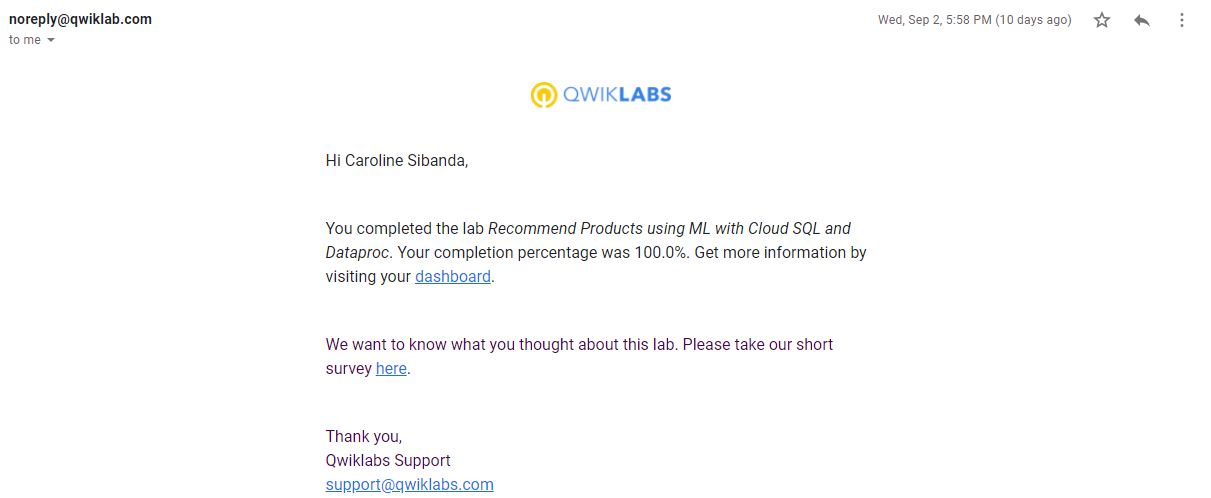 noreply@qwiklab.com
Wed, Sep 2, 5:58 PM (10 days ago)
to me
QWIKLABS
Hi Caroline Sibanda,
You completed the lab Recommend Products using ML with Cloud SQL and
Dataproc. Your completion percentage was 100.0%. Get more information by
visiting your dashboard.
We want to know what you thought about this lab. Please take our short
survey here.
Thank you,
Qwiklabs Support
support@qwiklabs.com